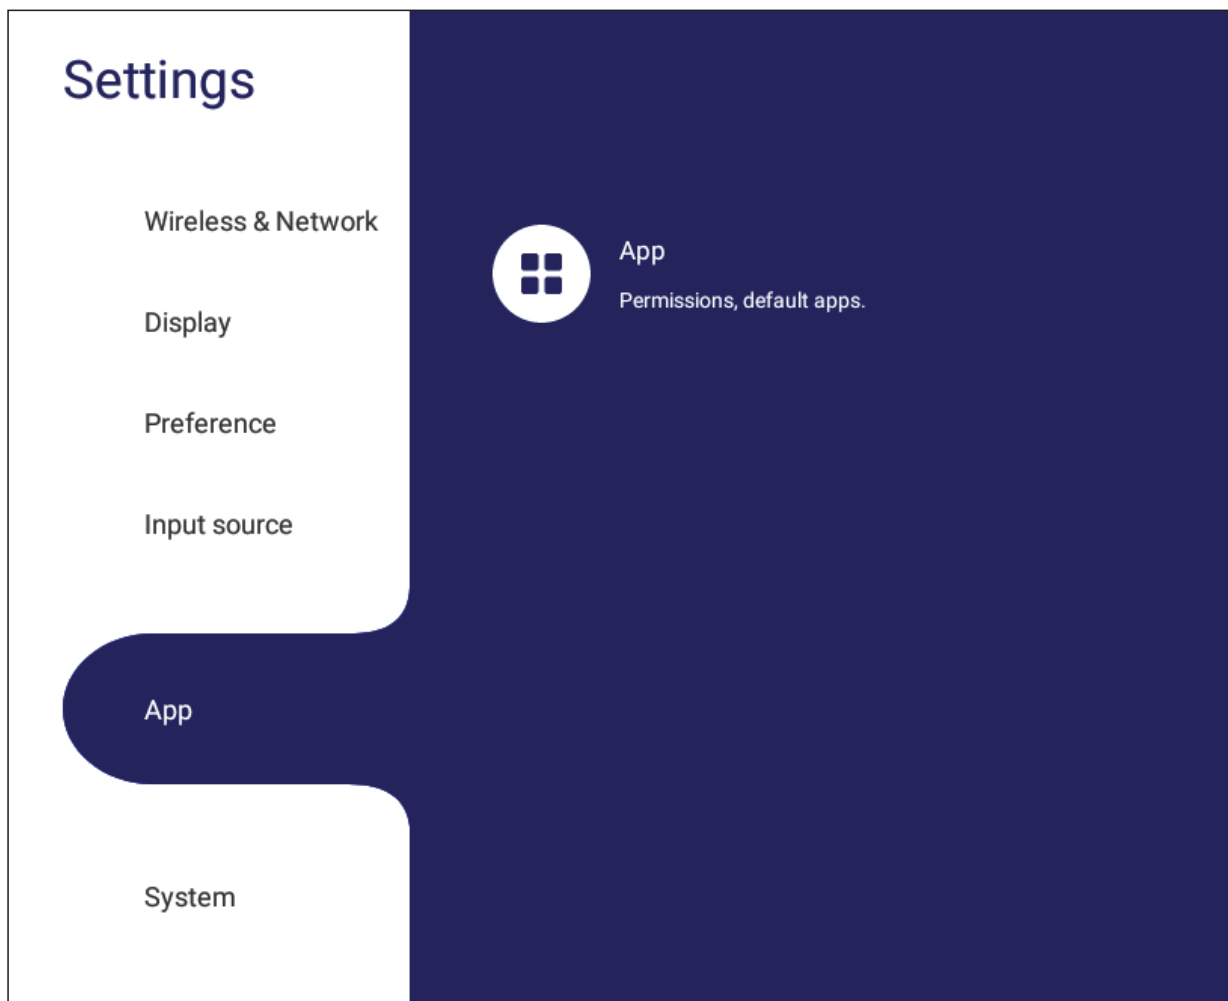 Settings
Wireless & Network
Display
Preference
Input source
App
System
App
Permissions, default apps.